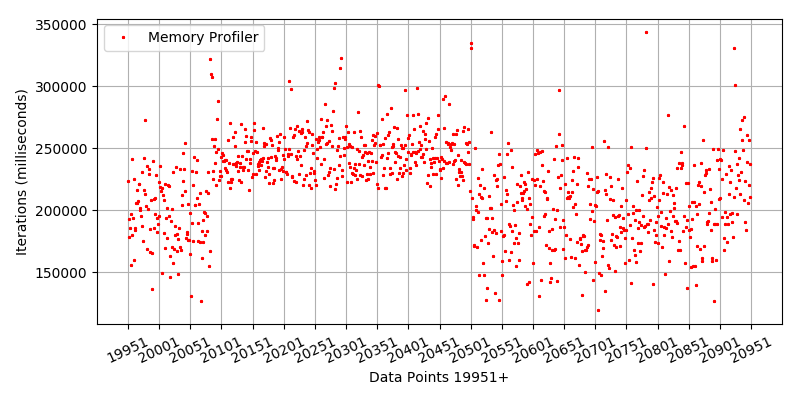 350000
Memory Profiler
300000
250000
200000
150000
Iterations (milliseconds)
19951 20001 20051 20101 20151 20201 20251 20301 20351 20401 20451 20501 20551 20601 20651 20701 20751 20801 20851 20901 20951
Data Points 19951+